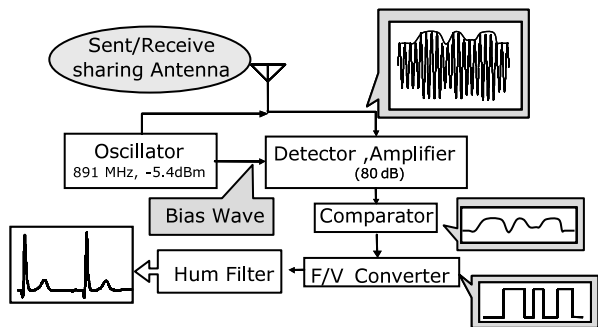 Sent/Receive
sharing Antenna
Oscillator
891 MHz, -5.4dBm
Detector ,Amplifier
(80 dB)
Bias Wave
Comparator
Hum Filter
F/V Converter